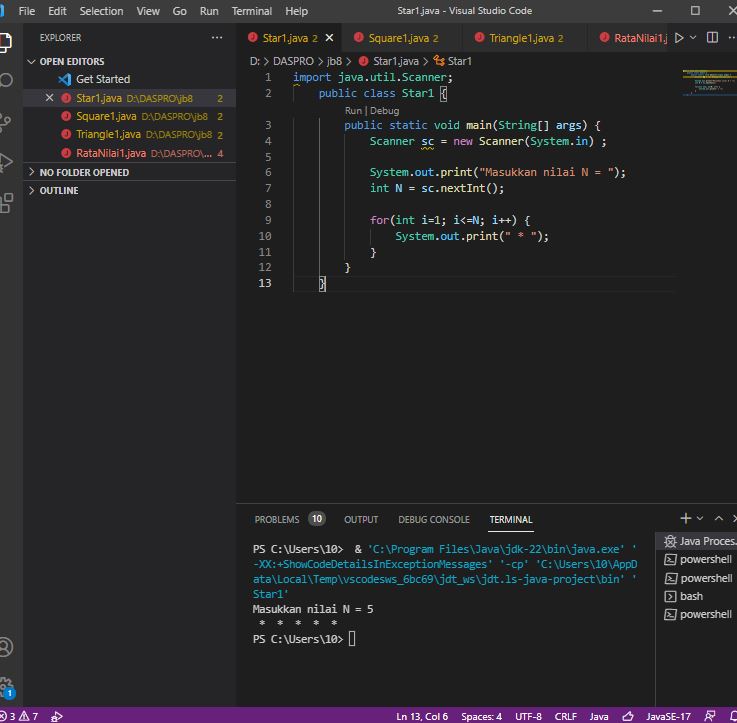 File Edit Selection View Go Run Terminal Help Star1.java - Visual Studio Code
EXPLORER ...
OPEN EDITORS
Get Started
Star1.java D:\DASPRO\jb8 2
Square1.java D:\DASPRO\jb8 2
Triangle1.java D:\DASPRO\jb8 2
RataNilai1.java D:\DASPRO\... 4
NO FOLDER OPENED
OUTLINE
Star1.java 2 Square1.java 2 Triangle1.java 2 RataNilai1.j
D: > DASPRO > jb8 > Star1.java > Star1
1 import java.util.Scanner;
2 public class Star1 {
Run | Debug
3 public static void main(String[] args) {
4 Scanner sc = new Scanner(System.in) ;
5
6 System.out.print("Masukkan nilai N = ");
7 int N = sc.nextInt();
8
9 for(int i=1; i<=N; i++) {
10 System.out.print(" * ");
11 }
12 }
13 }
PROBLEMS 10 OUTPUT DEBUG CONSOLE TERMINAL
PS C:\Users\10> & 'C:\Program Files\Java\jdk-22\bin\java.exe' '
-XX:+ShowCodeDetailsInExceptionMessages' '-cp' 'C:\Users\10\AppD
ata\Local\Temp\vscodesws_6bc69\jdt_ws\jdt.ls-java-project\bin' '
Star1'
Masukkan nilai N = 5
* * * * *
PS C:\Users\10>
Java Proces...
powershell
powershell
bash
powershell
1
3 7 Ln 13, Col 6 Spaces: 4 UTF-8 CRLF Java JavaSE-17